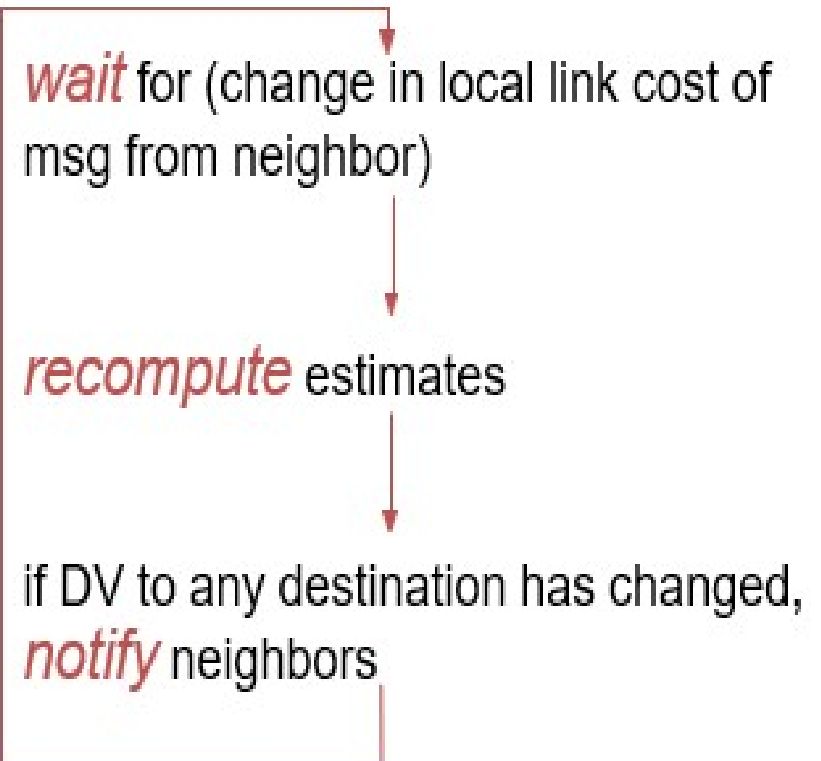 wait for (change in local link cost of
msg from neighbor)
recompute estimates
if DV to any destination has changed,
notify neighbors